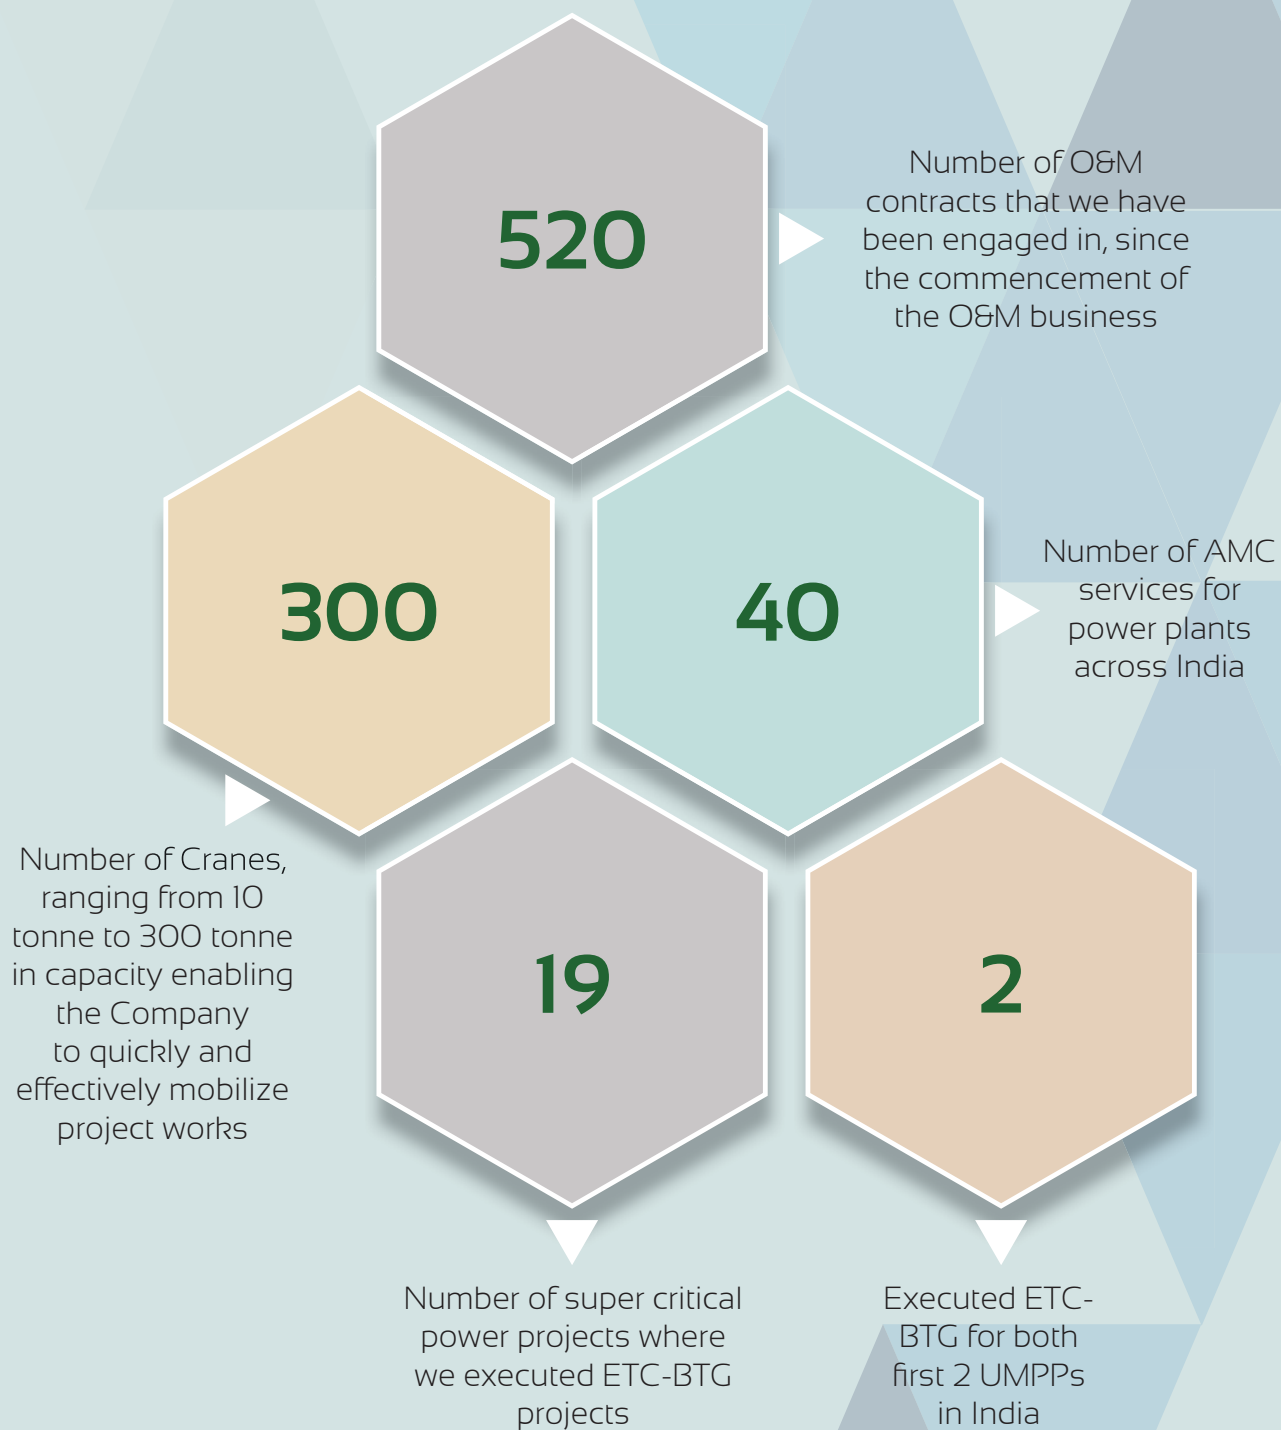 520
Number of O&M
contracts that we have
been engaged in, since
the commencement of
the O&M business
300
Number of Cranes,
ranging from 10
tonne to 300 tonne
in capacity enabling
the Company
to quickly and
effectively mobilize
project works
40
Number of AMC
services for
power plants
across India
19
Number of super critical
power projects where
we executed ETC-BTG
projects
2
Executed ETC-
BTG for both
first 2 UMPPs
in India